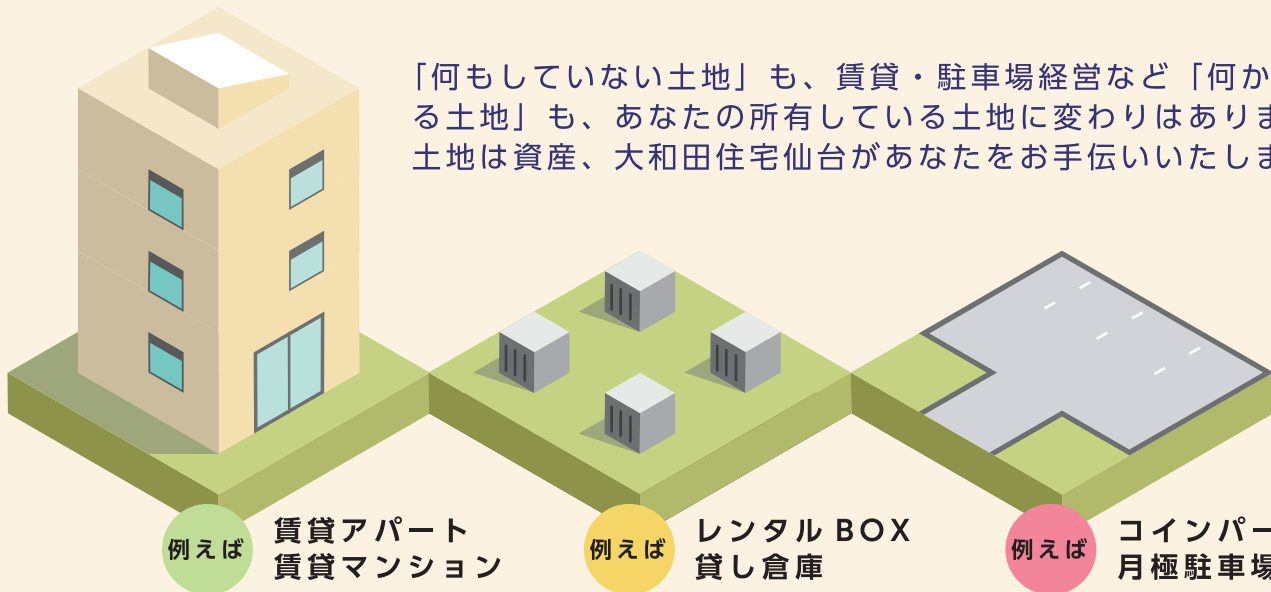 「何もしていない土地」も、賃貸・駐車場経営など「何か
る土地」も、あなたの所有している土地に変わりはありま
土地は資産、大和田住宅仙台があなたをお手伝いいたしま
例えば
賃貸アパート
賃貸マンション
例えば
レンタルBOX
貸し倉庫
例えば
コインパー
月極駐車場